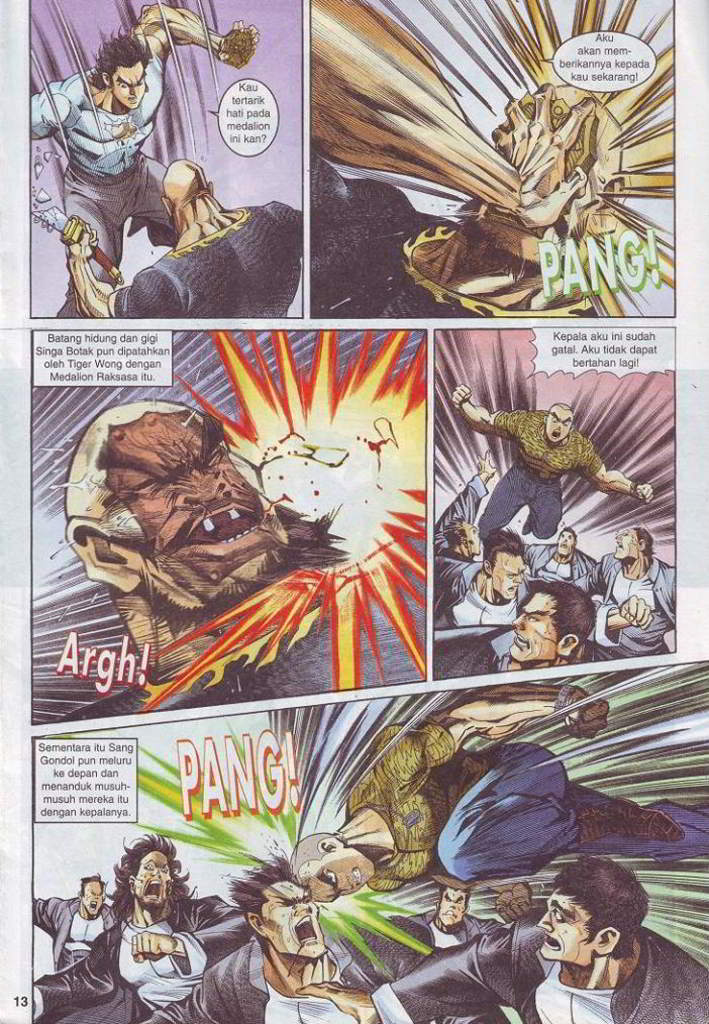 Kau
tertarik
hati pada
medalion
ini kan?
Aku
akan mem-
berikannya kepada
kau sekarang!
PANG!
Batang hidung dan gigi
Singa Botak pun dipatahkan
oleh Tiger Wong dengan
Medalion Raksasa itu.
Argh!
Kepala aku ini sudah
gatal. Aku tidak dapat
bertahan lagi!
Sementara itu Sang
Gondol pun meluru
ke depan dan
menanduk musuh-
musuh mereka itu
dengan kepalanya.
PANG!
13